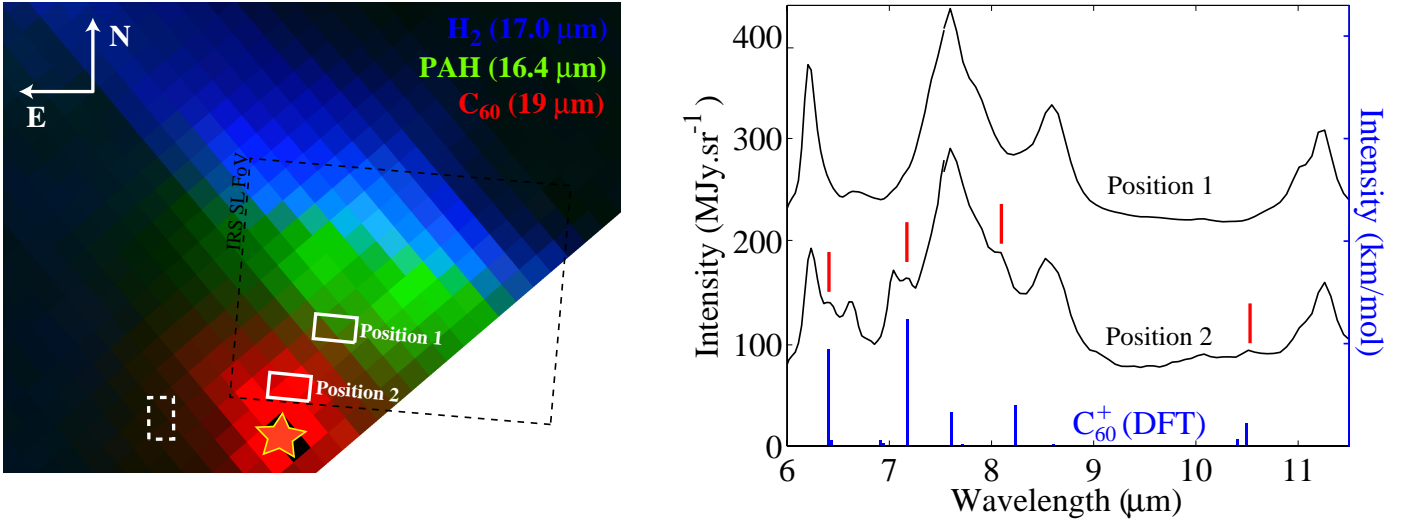 N
E
H₂ (17.0 μm)
PAH (16.4 μm)
C₆₀ (19 μm)
IRS SL FoV
Position 1
Position 2
Intensity (MJy.sr⁻¹)
400
300
200
100
0
Position 1
Position 2
C₆₀⁺ (DFT)
6 7 8 9 10 11
Wavelength (μm)
Intensity (km/mol)